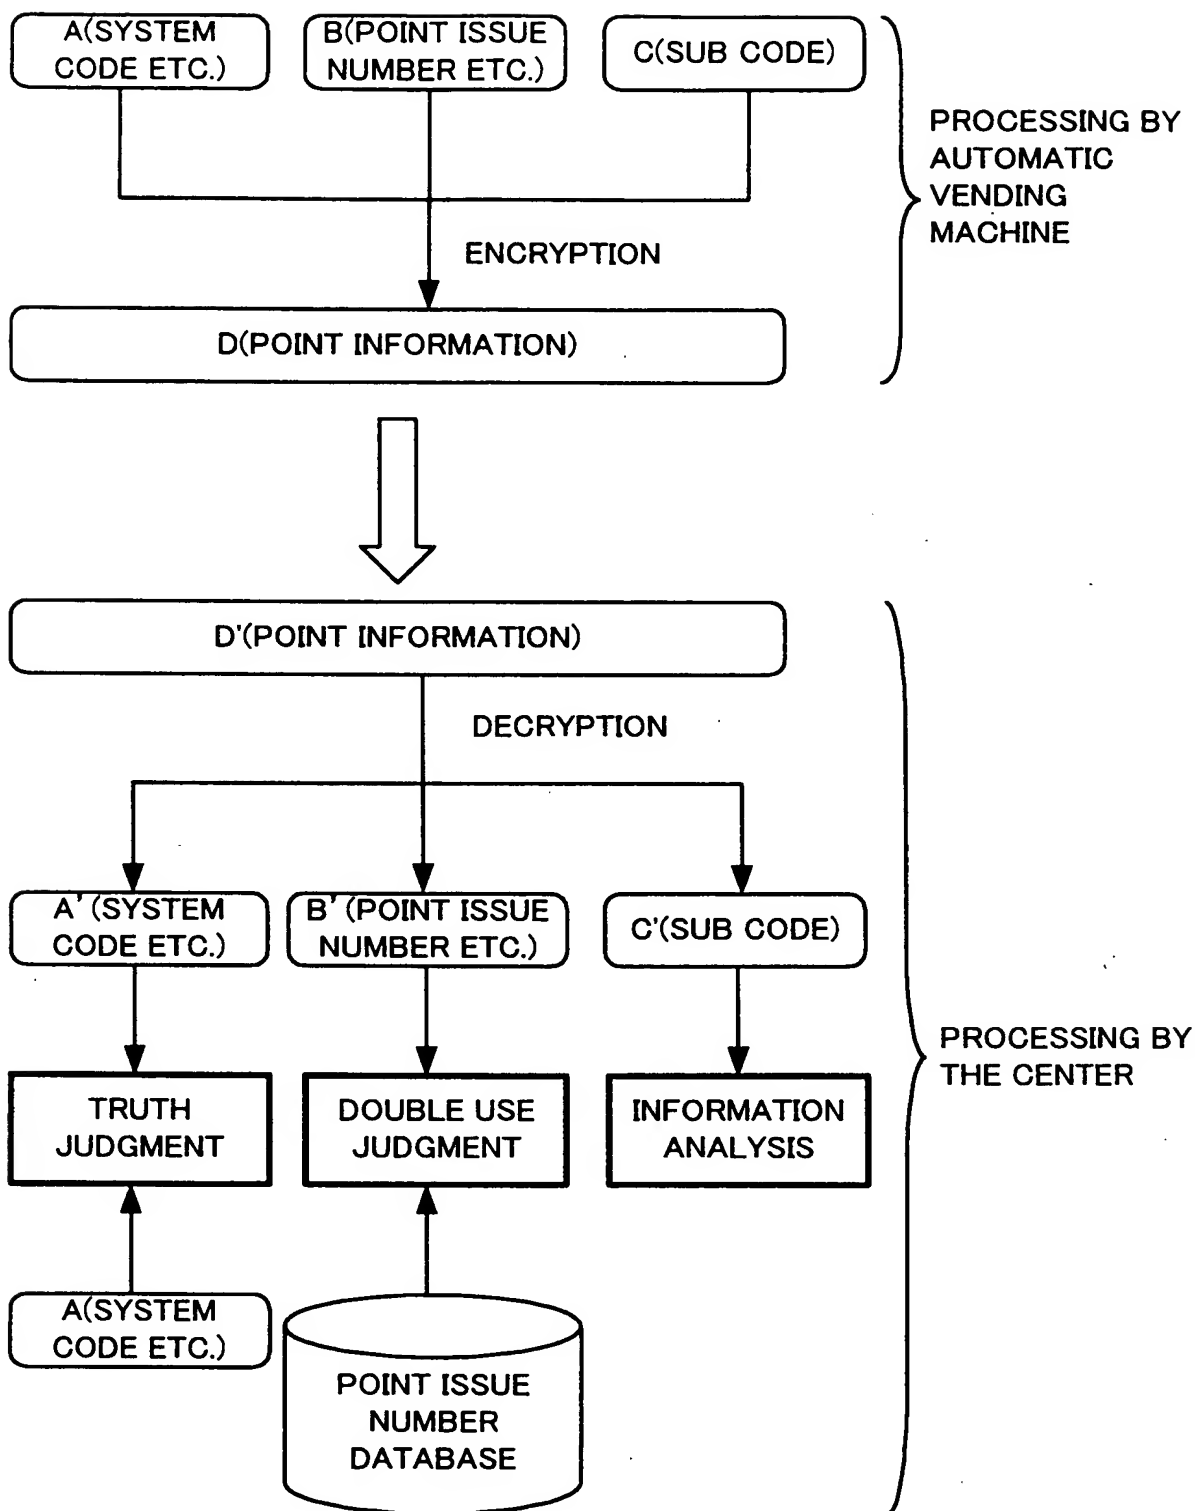 A(SYSTEM
CODE ETC.)
B(POINT ISSUE
NUMBER ETC.)
C(SUB CODE)
PROCESSING BY
AUTOMATIC
VENDING
MACHINE
ENCRYPTION
D(POINT INFORMATION)
D'(POINT INFORMATION)
DECRYPTION
A' (SYSTEM
CODE ETC.)
B' (POINT ISSUE
NUMBER ETC.)
C'(SUB CODE)
PROCESSING BY
THE CENTER
TRUTH
JUDGMENT
DOUBLE USE
JUDGMENT
INFORMATION
ANALYSIS
A(SYSTEM
CODE ETC.)
POINT ISSUE
NUMBER
DATABASE